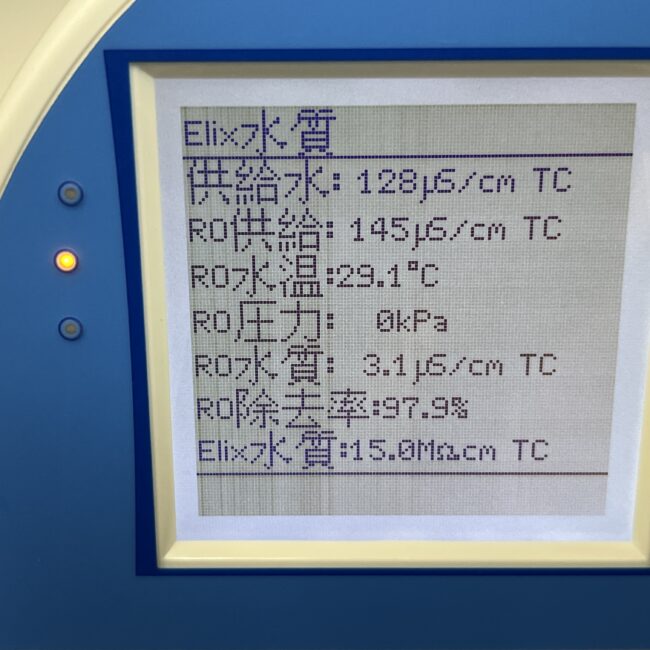 Elix水質
供給水: 128μS/cm TC
RO供給: 145μS/cm TC
RO水温:29.1°C
RO圧力: 0kPa
RO水質: 3.1μS/cm TC
RO除去率:97.9%
Elix水質:15.0MΩcm TC